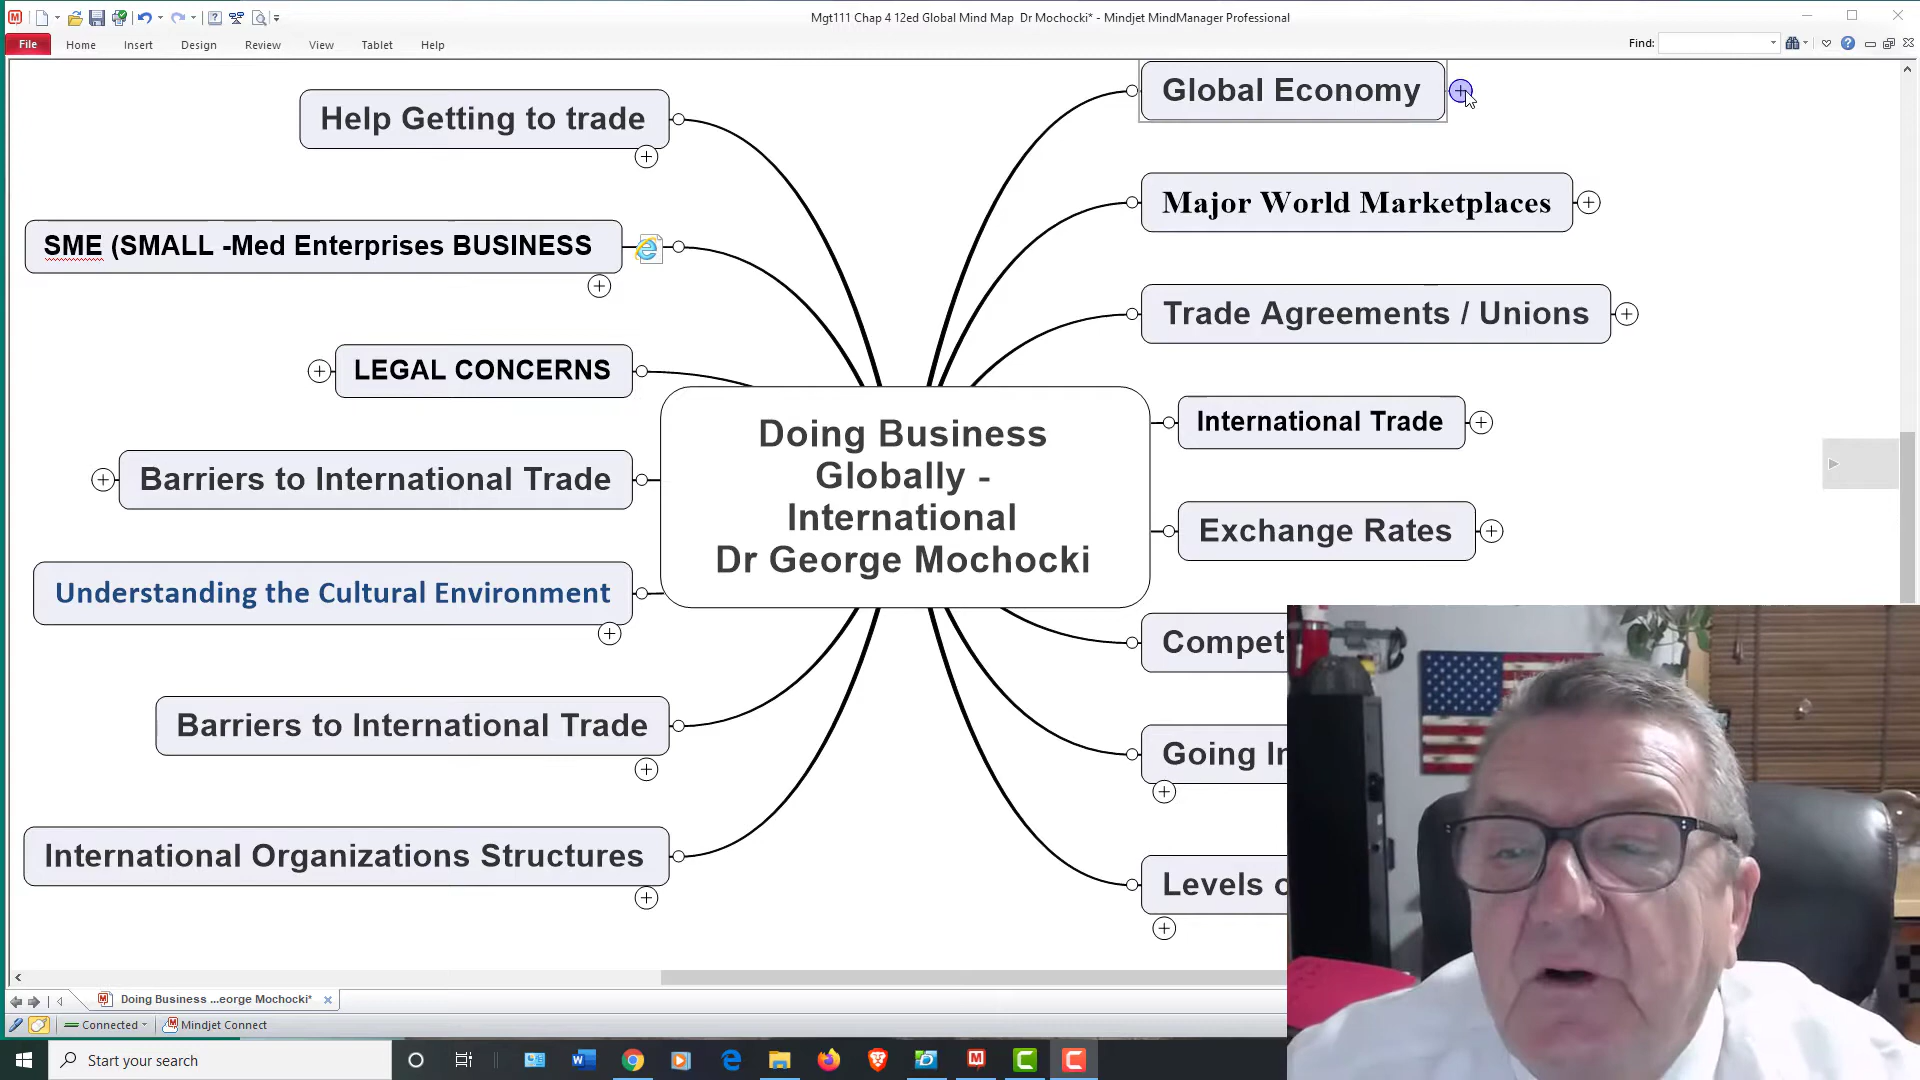 Mgt111 Chap 4 12ed Global Mind Map Dr Mochocki* - Mindjet MindManager Professional
File Home Insert Design Review View Tablet Help
Find:
Help Getting to trade
SME (SMALL -Med Enterprises BUSINESS
LEGAL CONCERNS
Barriers to International Trade
Understanding the Cultural Environment
Barriers to International Trade
International Organizations Structures
Doing Business
Globally -
International
Dr George Mochocki
Global Economy
Major World Marketplaces
Trade Agreements / Unions
International Trade
Exchange Rates
Compet
Going In
Levels o
Doing Business ...eorge Mochocki*
Connected
Mindjet Connect
Start your search